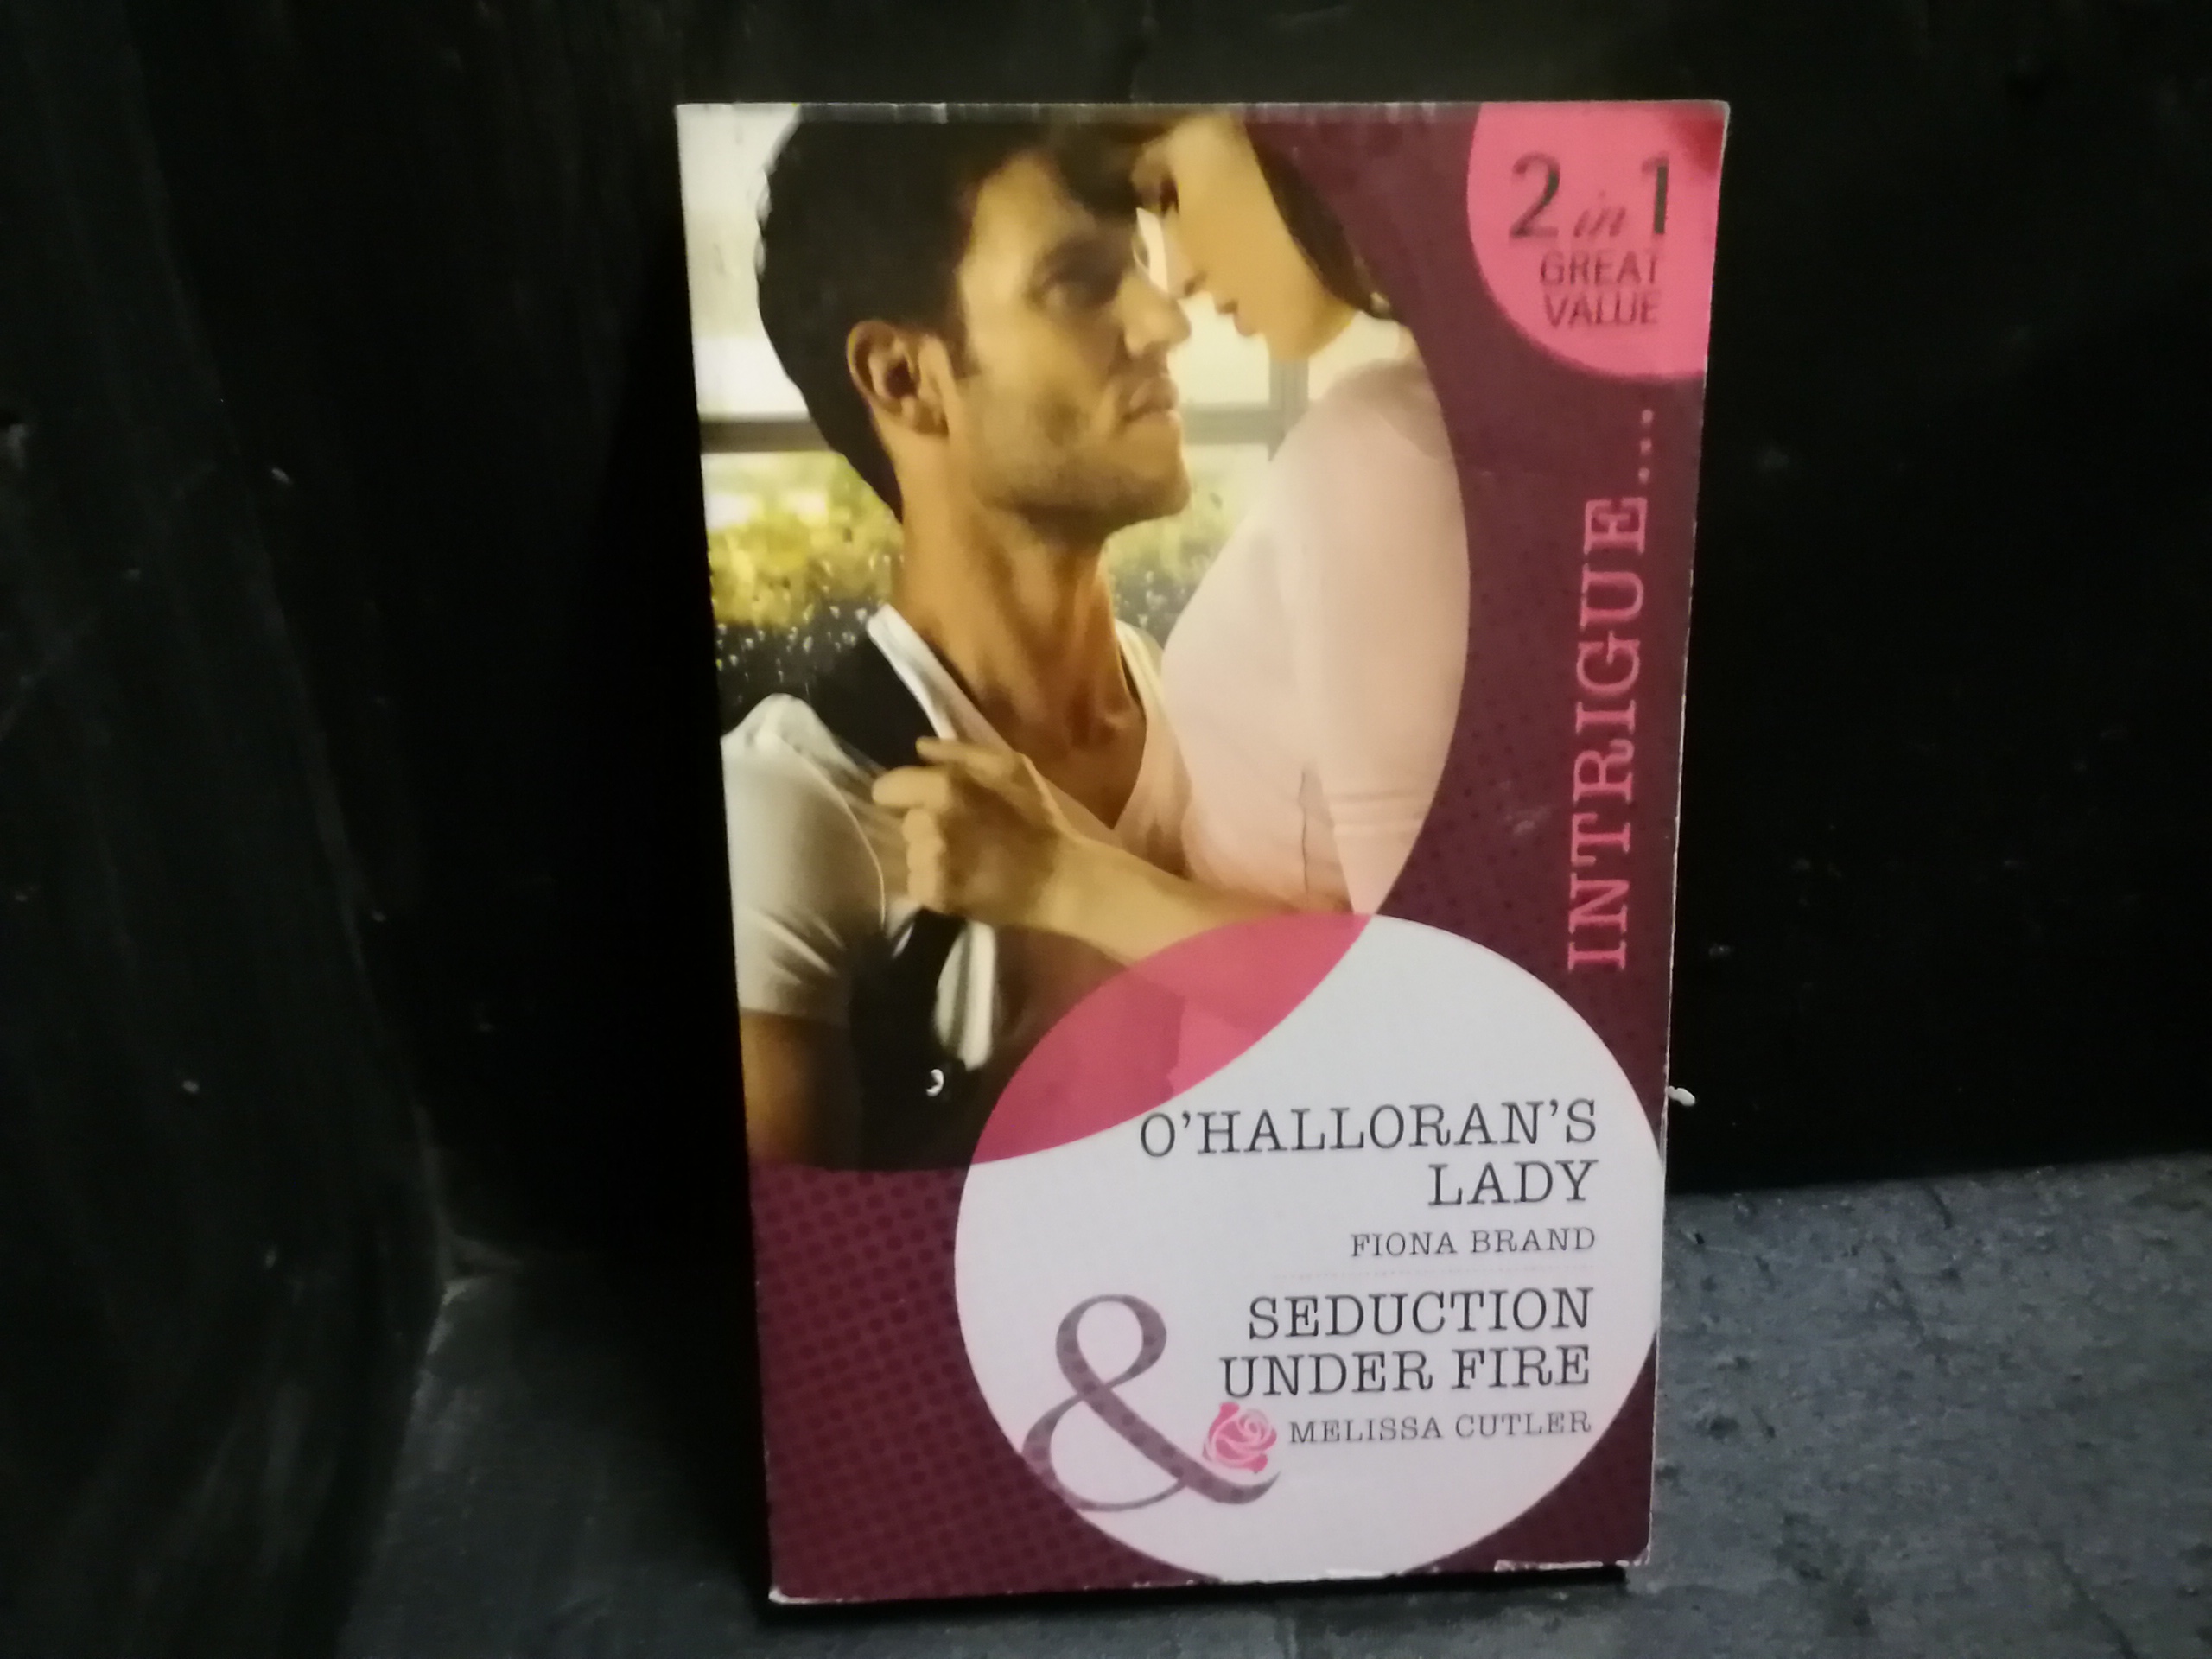 2 in 1
GREAT
VALUE
INTRIGUE...
O'HALLORAN'S
LADY
FIONA BRAND
&
SEDUCTION
UNDER FIRE
MELISSA CUTLER